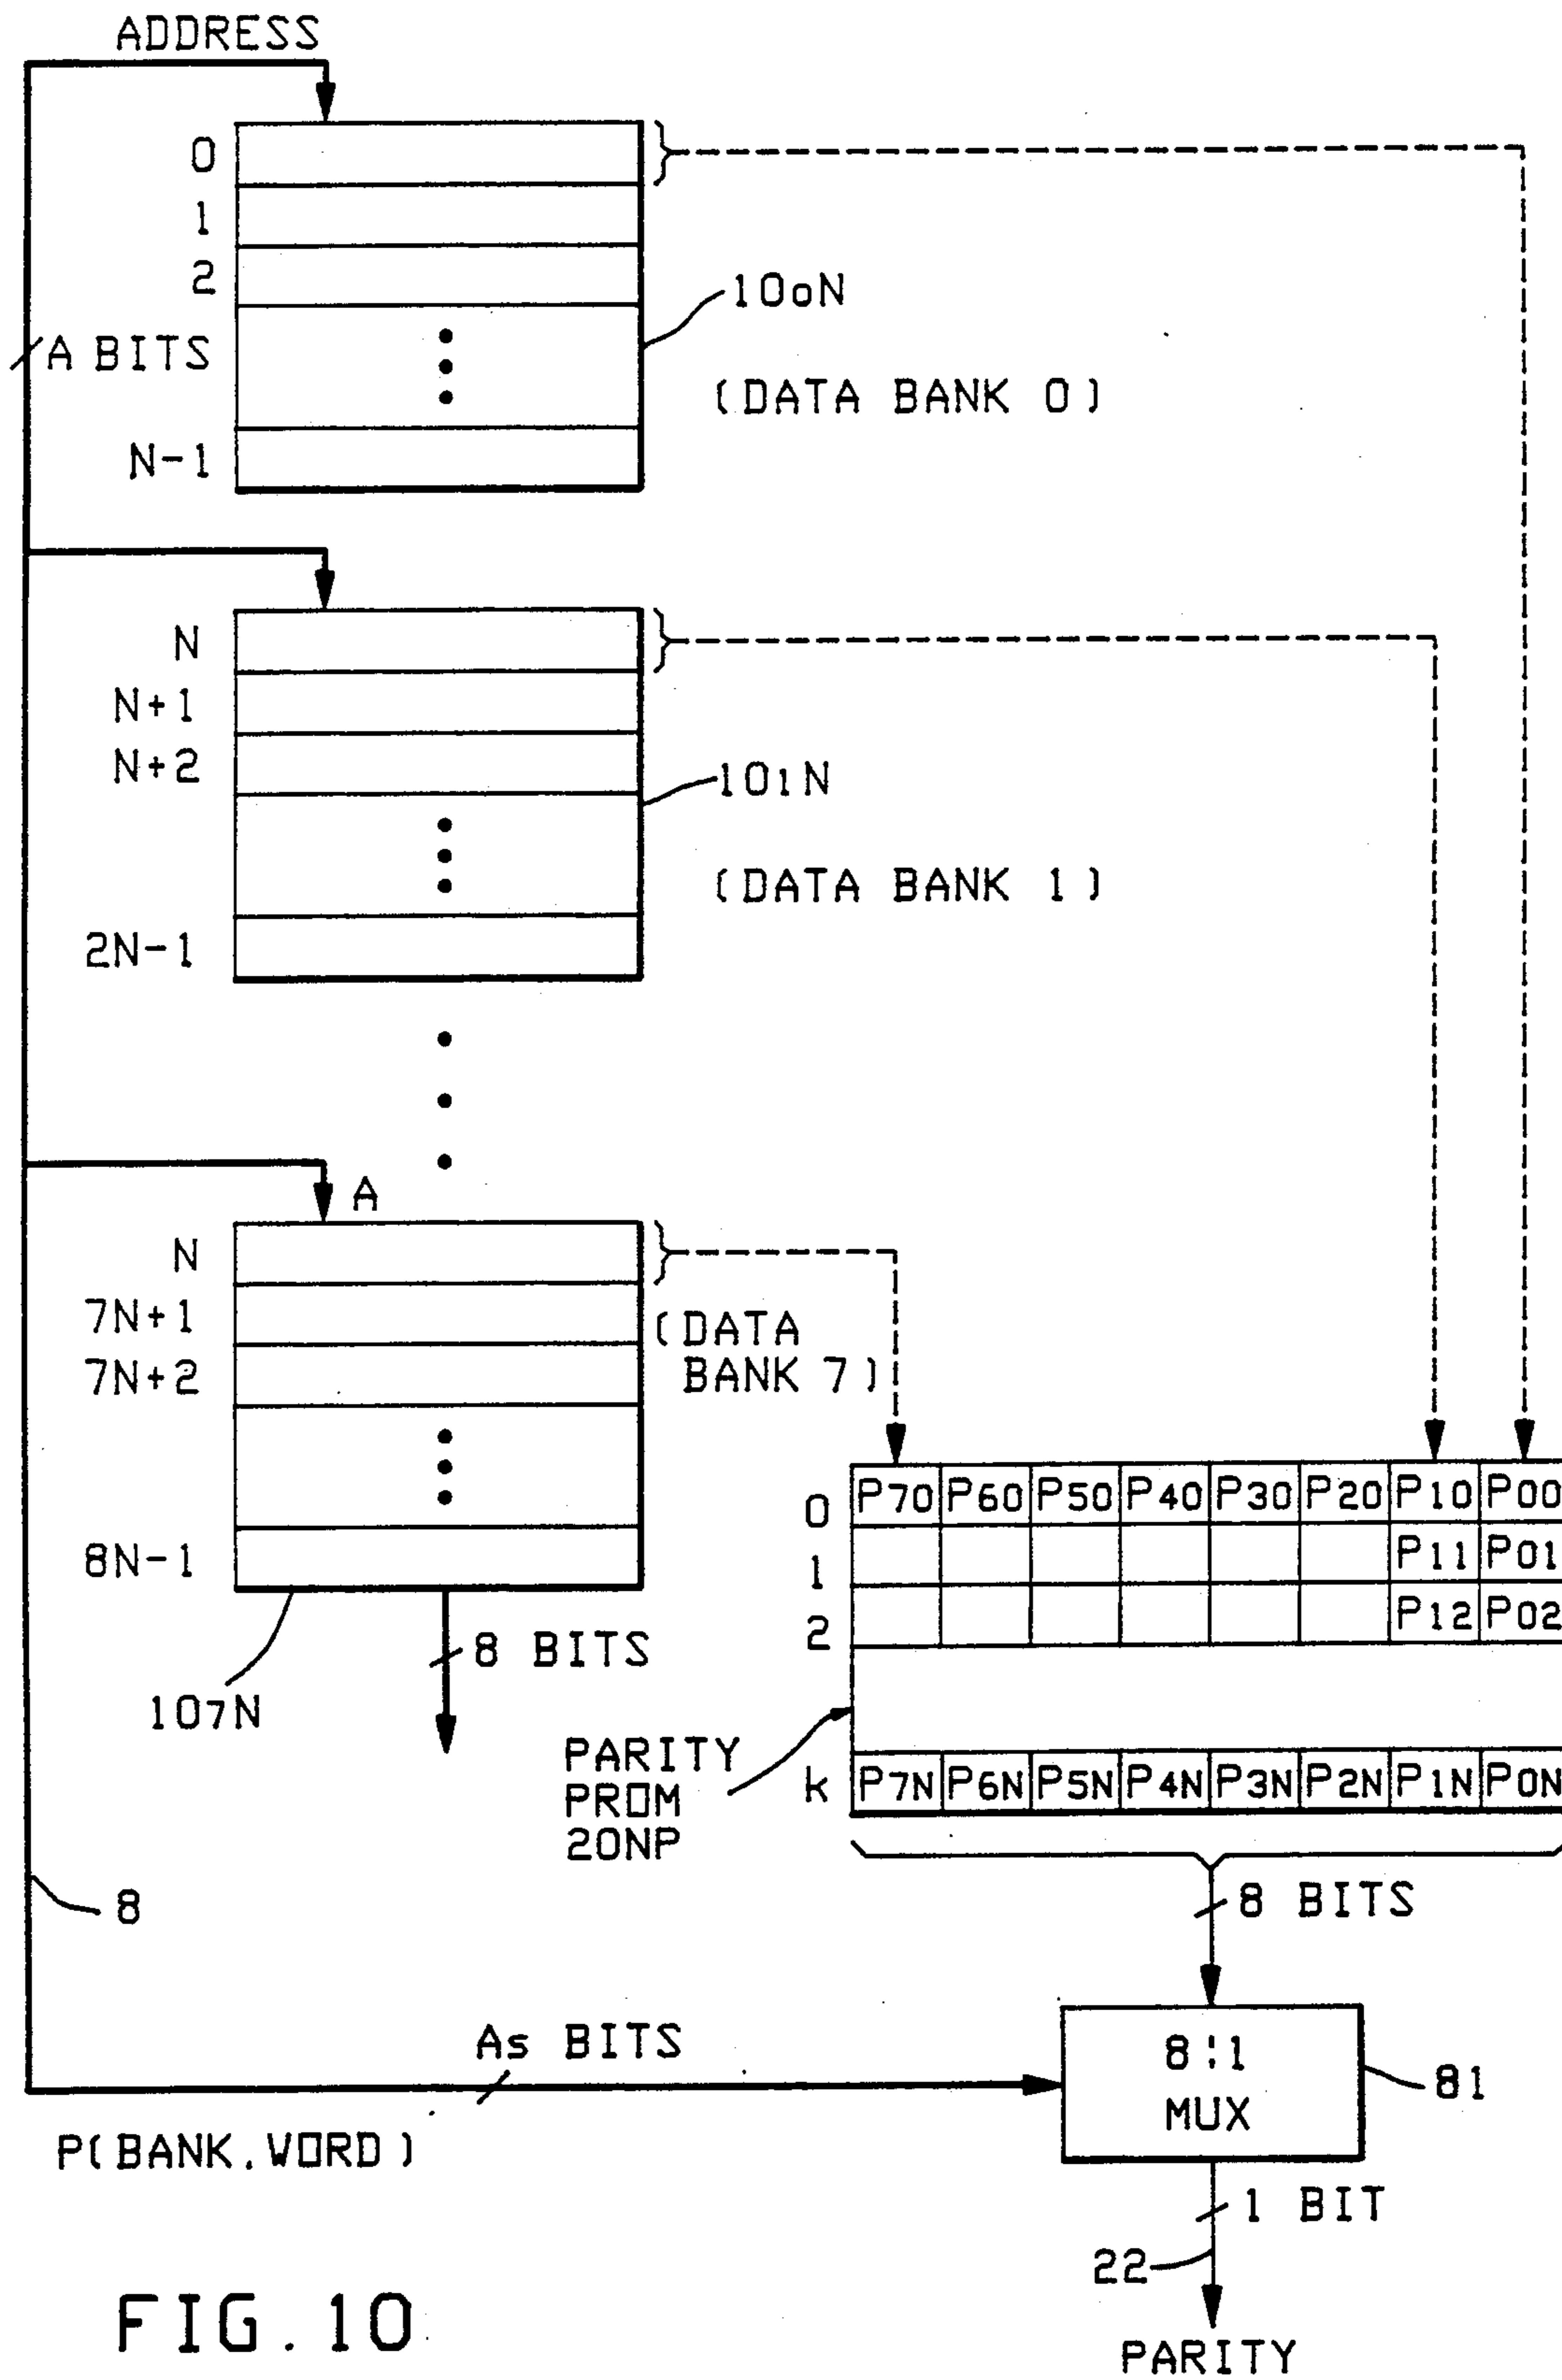 ADDRESS
0
1
2
A BITS
N-1
100N
(DATA BANK 0)
N
N+1
N+2
2N-1
101N
(DATA BANK 1)
A
N
7N+1
7N+2
8N-1
(DATA
BANK 7)
107N
8 BITS
0 P70 P60 P50 P40 P30 P20 P10 P00
1 P11 P01
2 P12 P02
k P7N P6N P5N P4N P3N P2N P1N P0N
PARITY
PROM
20NP
8
8 BITS
As BITS
8:1
MUX
81
P(BANK.WORD)
1 BIT
22
PARITY
FIG.10